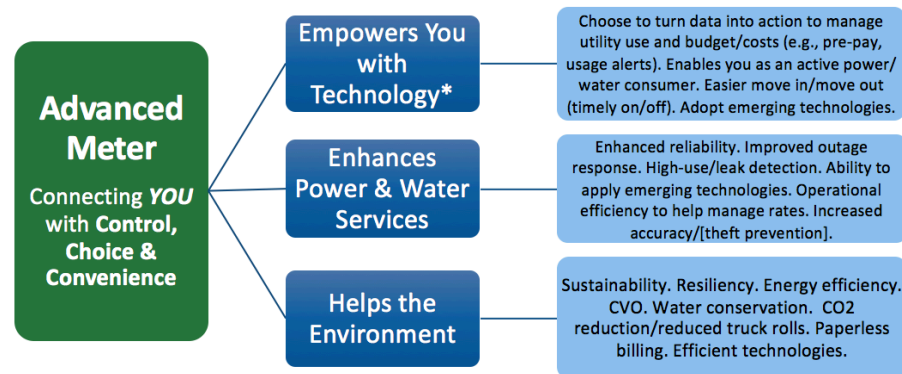 Advanced
Meter
Connecting YOU
with Control,
Choice &
Convenience
Empowers You
with
Technology*
Choose to turn data into action to manage
utility use and budget/costs (e.g., pre-pay,
usage alerts). Enables you as an active power/
water consumer. Easier move in/move out
(timely on/off). Adopt emerging technologies.
Enhances
Power & Water
Services
Enhanced reliability. Improved outage
response. High-use/leak detection. Ability to
apply emerging technologies. Operational
efficiency to help manage rates. Increased
accuracy/[theft prevention].
Helps the
Environment
Sustainability. Resiliency. Energy efficiency.
CVO. Water conservation. CO2
reduction/reduced truck rolls. Paperless
billing. Efficient technologies.